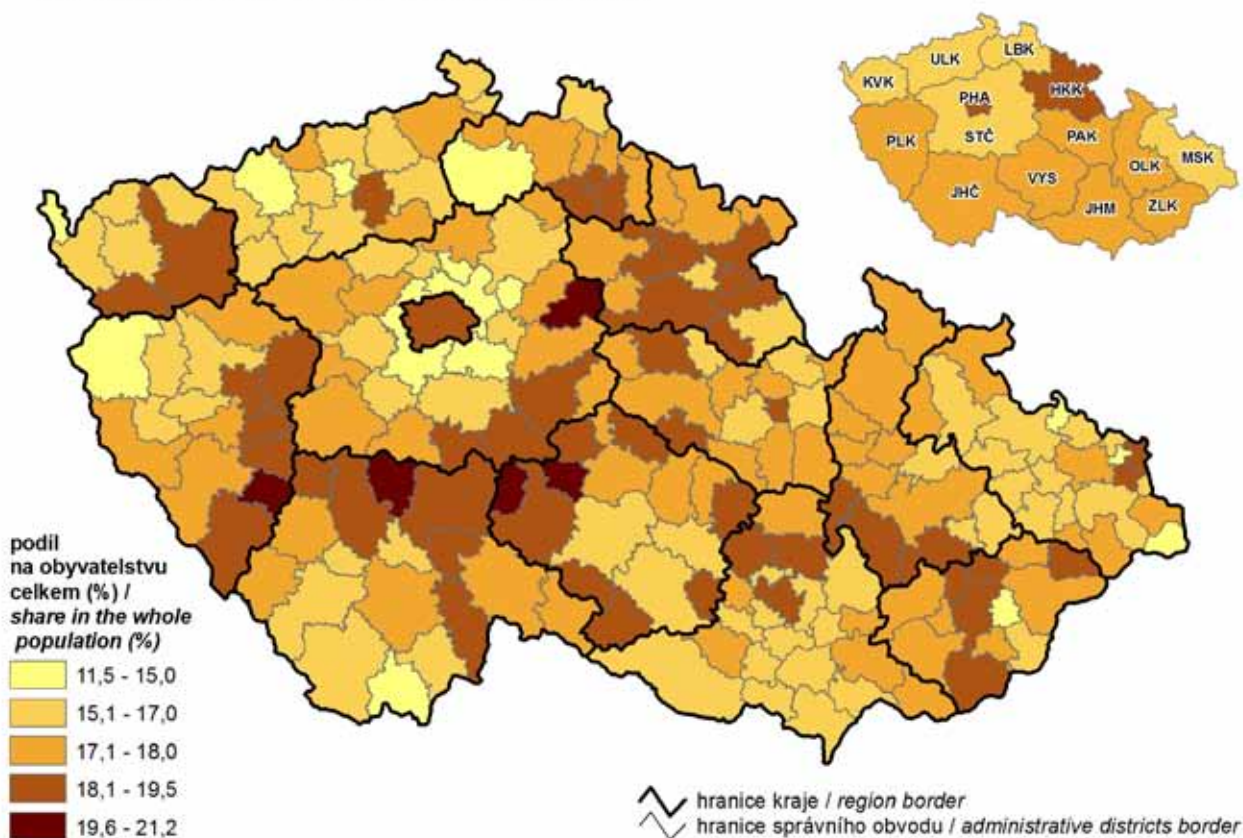 LBK
ULK
KVK
HKK
PHA
STČ
PAK
PLK
OLK
MSK
VYS
JHČ
JHM
ZLK
podíl
na obyvatelstvu
celkem (%) /
share in the whole
population (%)
11,5 - 15,0
15,1 - 17,0
17,1 - 18,0
18,1 - 19,5
19,6 - 21,2
hranice kraje / region border
hranice správního obvodu / administrative districts border